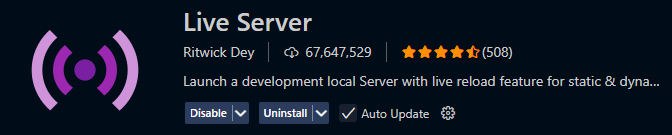 Live Server
Ritwick Dey 67,647,529 (508)
Launch a development local Server with live reload feature for static & dyna...
Disable Uninstall Auto Update